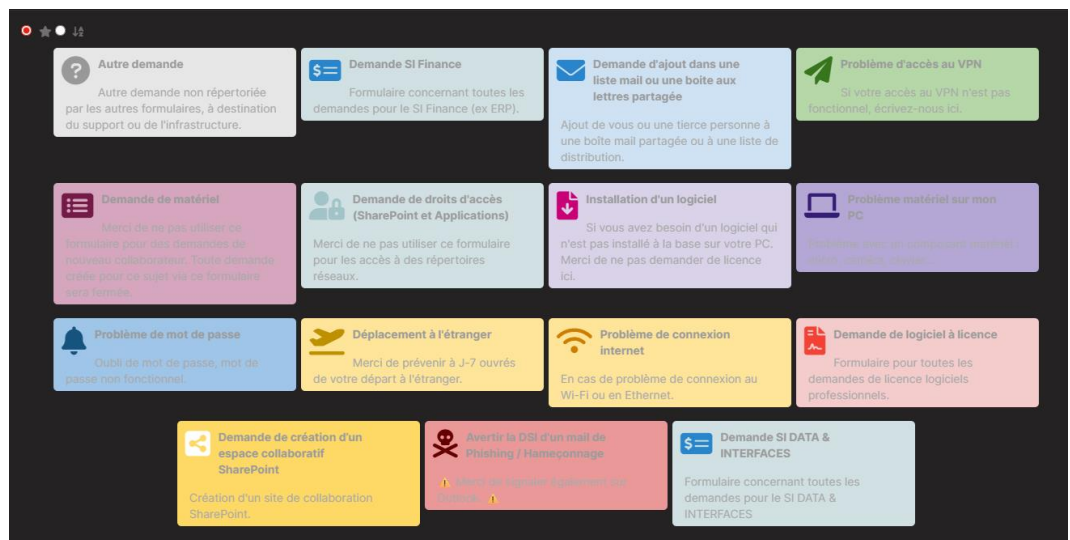 Autre demande
Autre demande non répertoriée
par les autres formulaires, à destination
du support ou de l'infrastructure.
Demande SI Finance
Formulaire concernant toutes les
demandes pour le SI Finance (ex ERP).
Demande d'ajout dans une
liste mail ou une boite aux
lettres partagée
Ajout de vous ou une tierce personne à
une boîte mail partagée ou à une liste de
distribution.
Problème d'accès au VPN
Si votre accès au VPN n'est pas
fonctionnel, écrivez-nous ici.
Demande de matériel
Merci de ne pas utiliser ce
formulaire pour des demandes de
nouveau collaborateur. Toute demande
créée pour ce sujet via ce formulaire
sera fermée.
Demande de droits d'accès
(SharePoint et Applications)
Merci de ne pas utiliser ce formulaire
pour les accès à des répertoires
réseaux.
Installation d'un logiciel
Si vous avez besoin d'un logiciel qui
n'est pas installé à la base sur votre PC.
Merci de ne pas demander de licence
ici.
Problème matériel sur mon
PC
Problème avec un composant matériel
Problème de mot de passe
Oubli de mot de passe, mot de
passe non fonctionnel.
Déplacement à l'étranger
Merci de prévenir à J-7 ouvrés
de votre départ à l'étranger.
Problème de connexion
internet
En cas de problème de connexion au
Wi-Fi ou en Ethernet.
Demande de logiciel à licence
Formulaire pour toutes les
demandes de licence logiciels
professionnels.
Demande de création d'un
espace collaboratif
SharePoint
Création d'un site de collaboration
SharePoint.
Avertir la DSI d'un mail de
Phishing / Hameçonnage
⚠ Merci de signaler également sur
Outlook. ⚠
Demande SI DATA &
INTERFACES
Formulaire concernant toutes les
demandes pour le SI DATA &
INTERFACES